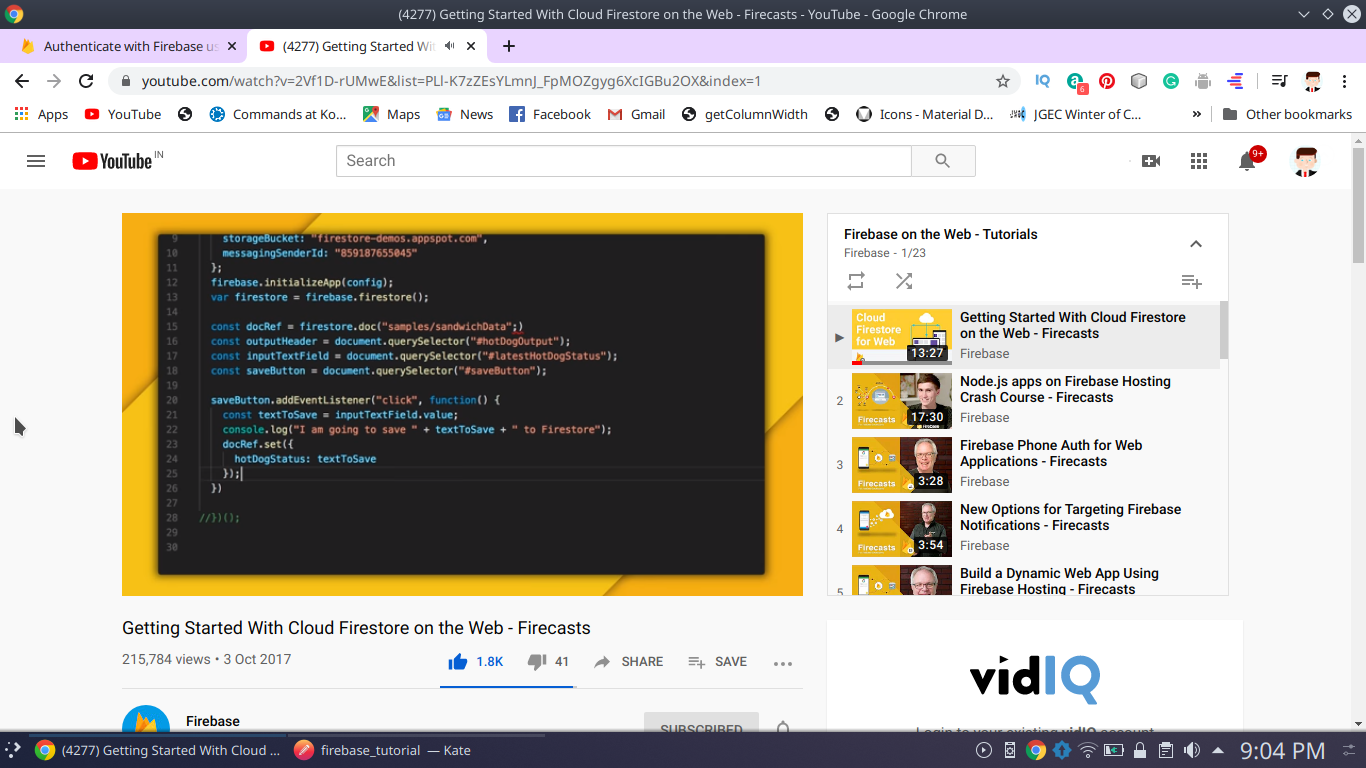 (4277) Getting Started With Cloud Firestore on the Web - Firecasts - YouTube - Google Chrome
Authenticate with Firebase us
(4277) Getting Started Wit
youtube.com/watch?v=2Vf1D-rUMwE&list=PLl-K7zZEsYLmnJ_FpMOZgyg6XcIGBu2OX&index=1
IQ
6
Apps YouTube Commands at Ko... Maps News Facebook Gmail getColumnWidth Icons - Material D... JGEC Winter of C... » Other bookmarks
YouTube IN
Search
9+
9 storageBucket: "firestore-demos.appspot.com",
10 messagingSenderId: "859187655045"
11 };
12 firebase.initializeApp(config);
13 var firestore = firebase.firestore();
14
15 const docRef = firestore.doc("samples/sandwichData";)
16 const outputHeader = document.querySelector("#hotDogOutput");
17 const inputTextField = document.querySelector("#latestHotDogStatus");
18 const saveButton = document.querySelector("#saveButton");
19
20 saveButton.addEventListener("click", function() {
21 const textToSave = inputTextField.value;
22 console.log("I am going to save " + textToSave + " to Firestore");
23 docRef.set({
24 hotDogStatus: textToSave
25 });
26 })
27
28 //})();
29
30
Getting Started With Cloud Firestore on the Web - Firecasts
215,784 views • 3 Oct 2017
1.8K 41 SHARE SAVE
Firebase
SUBSCRIBED
Firebase on the Web - Tutorials
Firebase - 1/23
Cloud
Firestore
for Web
13:27
Getting Started With Cloud Firestore
on the Web - Firecasts
Firebase
2
Firecasts
17:30
Node.js apps on Firebase Hosting
Crash Course - Firecasts
Firebase
3
Firecasts
3:28
Firebase Phone Auth for Web
Applications - Firecasts
Firebase
4
Firecasts
3:54
New Options for Targeting Firebase
Notifications - Firecasts
Firebase
5
Build a Dynamic Web App Using
Firebase Hosting - Firecasts
vidIQ
Login to your existing vidIQ account
(4277) Getting Started With Cloud ...
firebase_tutorial — Kate
9:04 PM